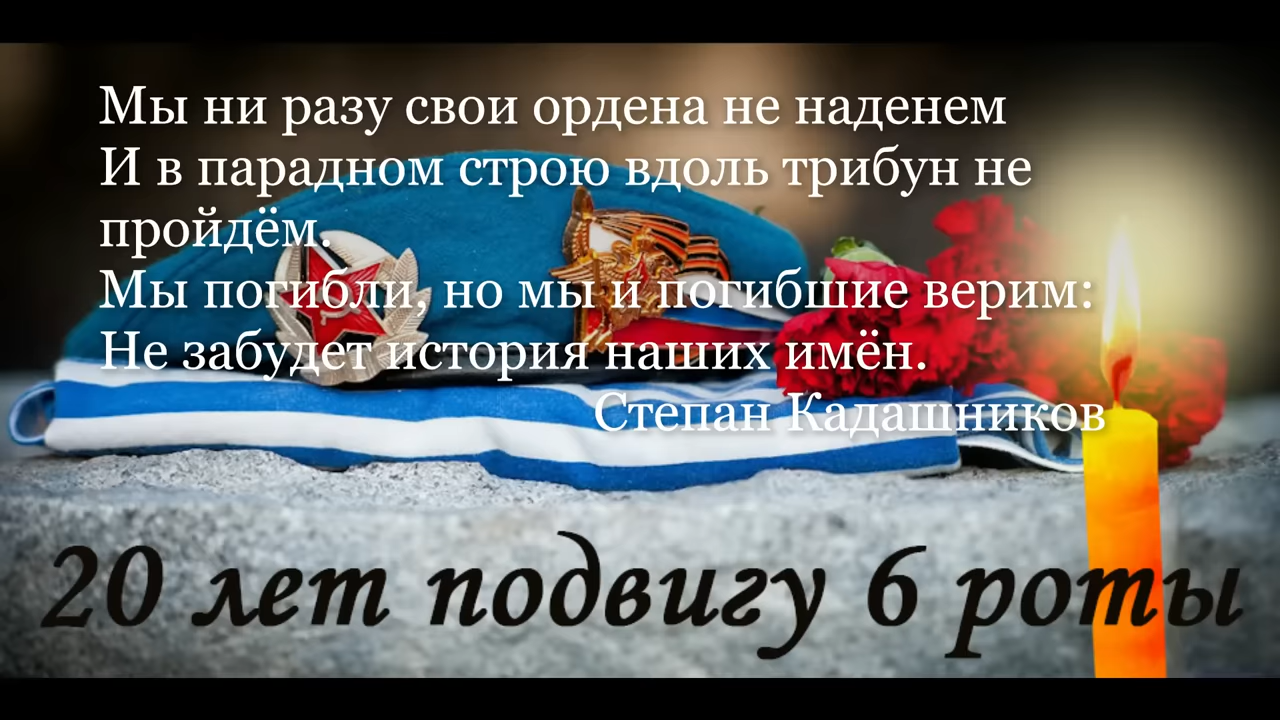 Мы ни разу свои ордена не наденем
И в парадном строю вдоль трибун не
пройдём.
Мы погибли, но мы и погибшие верим:
Не забудет история наших имён.
Степан Кадашников
20 лет подвигу 6 роты